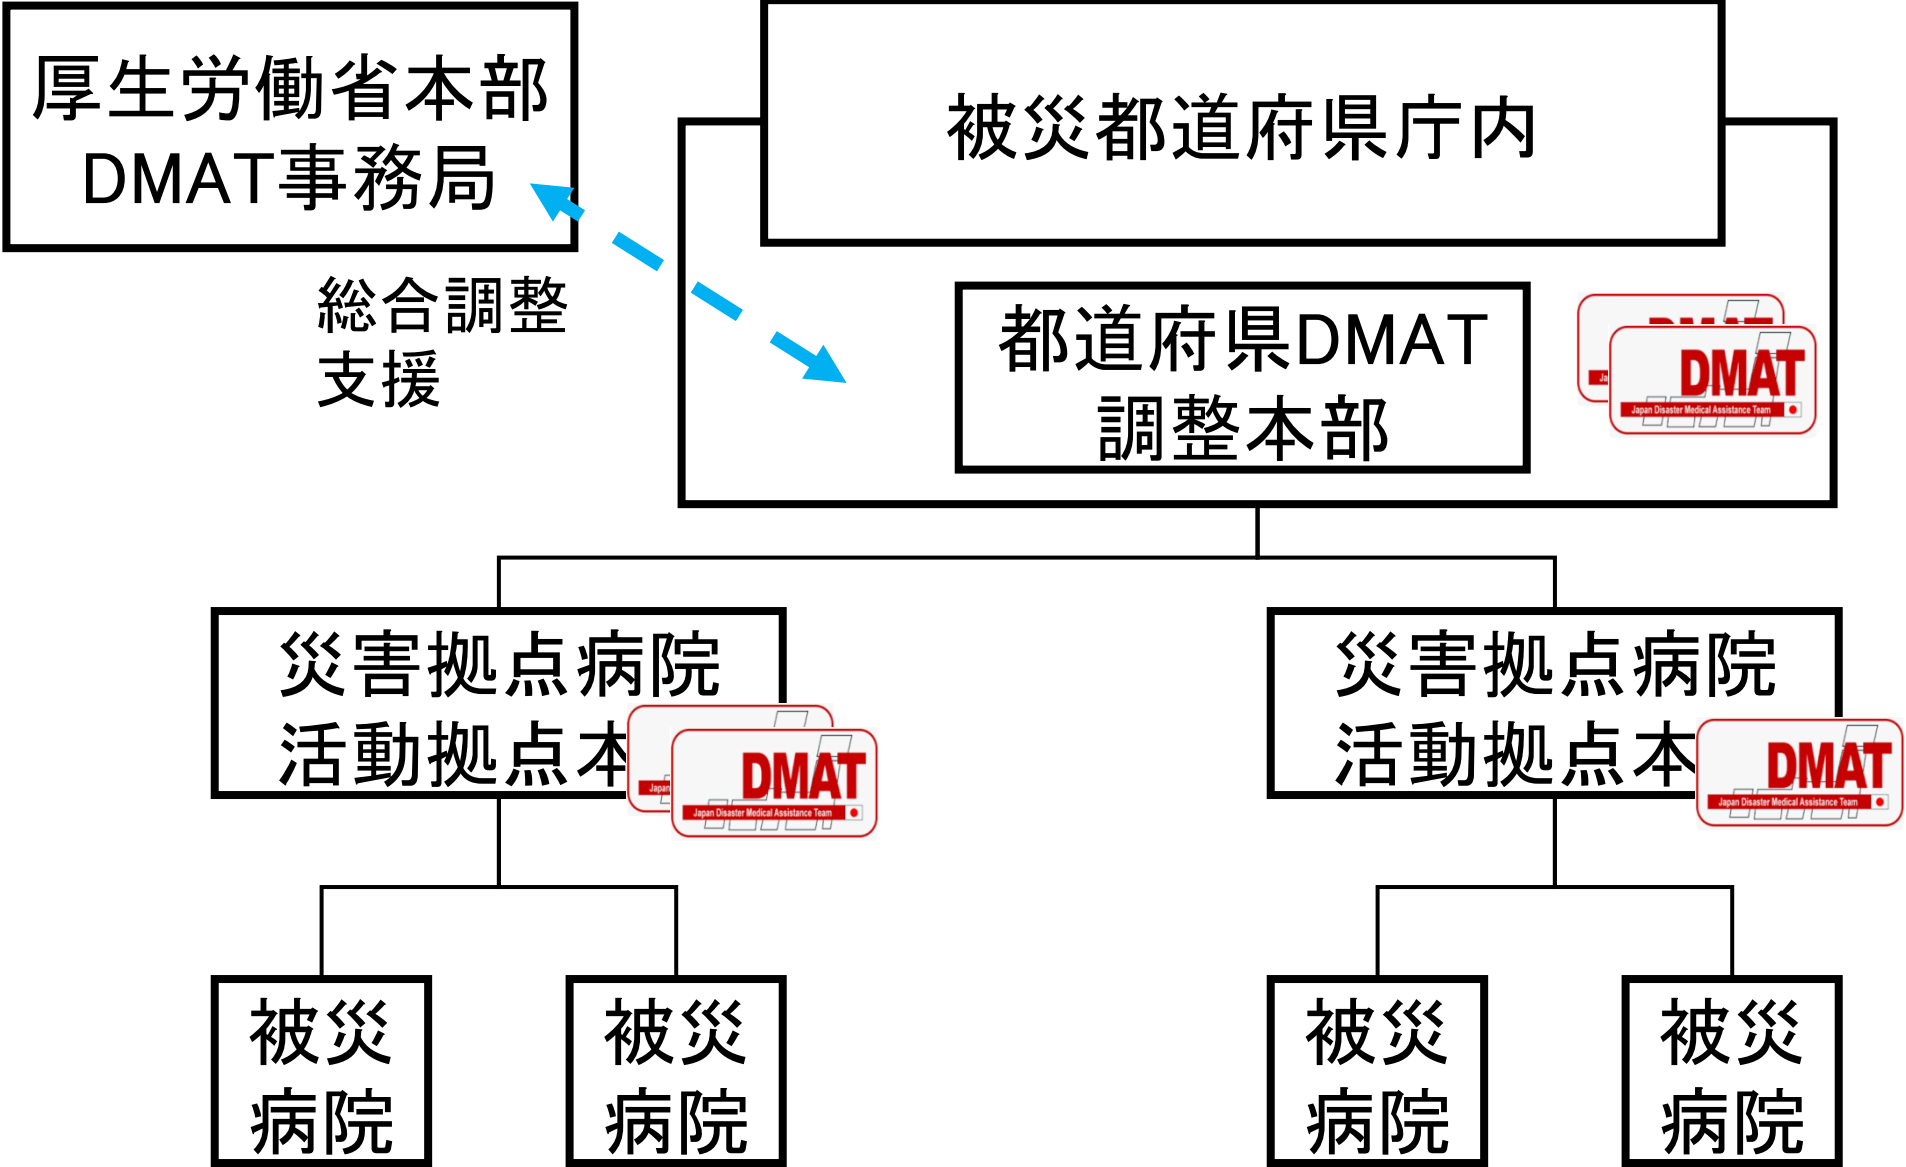 厚生労働省本部
DMAT事務局
被災都道府県庁内
総合調整
支援
都道府県DMAT
調整本部
DMAT
Japan Disaster Medical Assistance Team
災害拠点病院
活動拠点本
Japan
DMAT
Japan Disaster Medical Assistance Team
災害拠点病院
活動拠点本
DMAT
Japan Disaster Medical Assistance Team
被災
病院
被災
病院
被災
病院
被災
病院